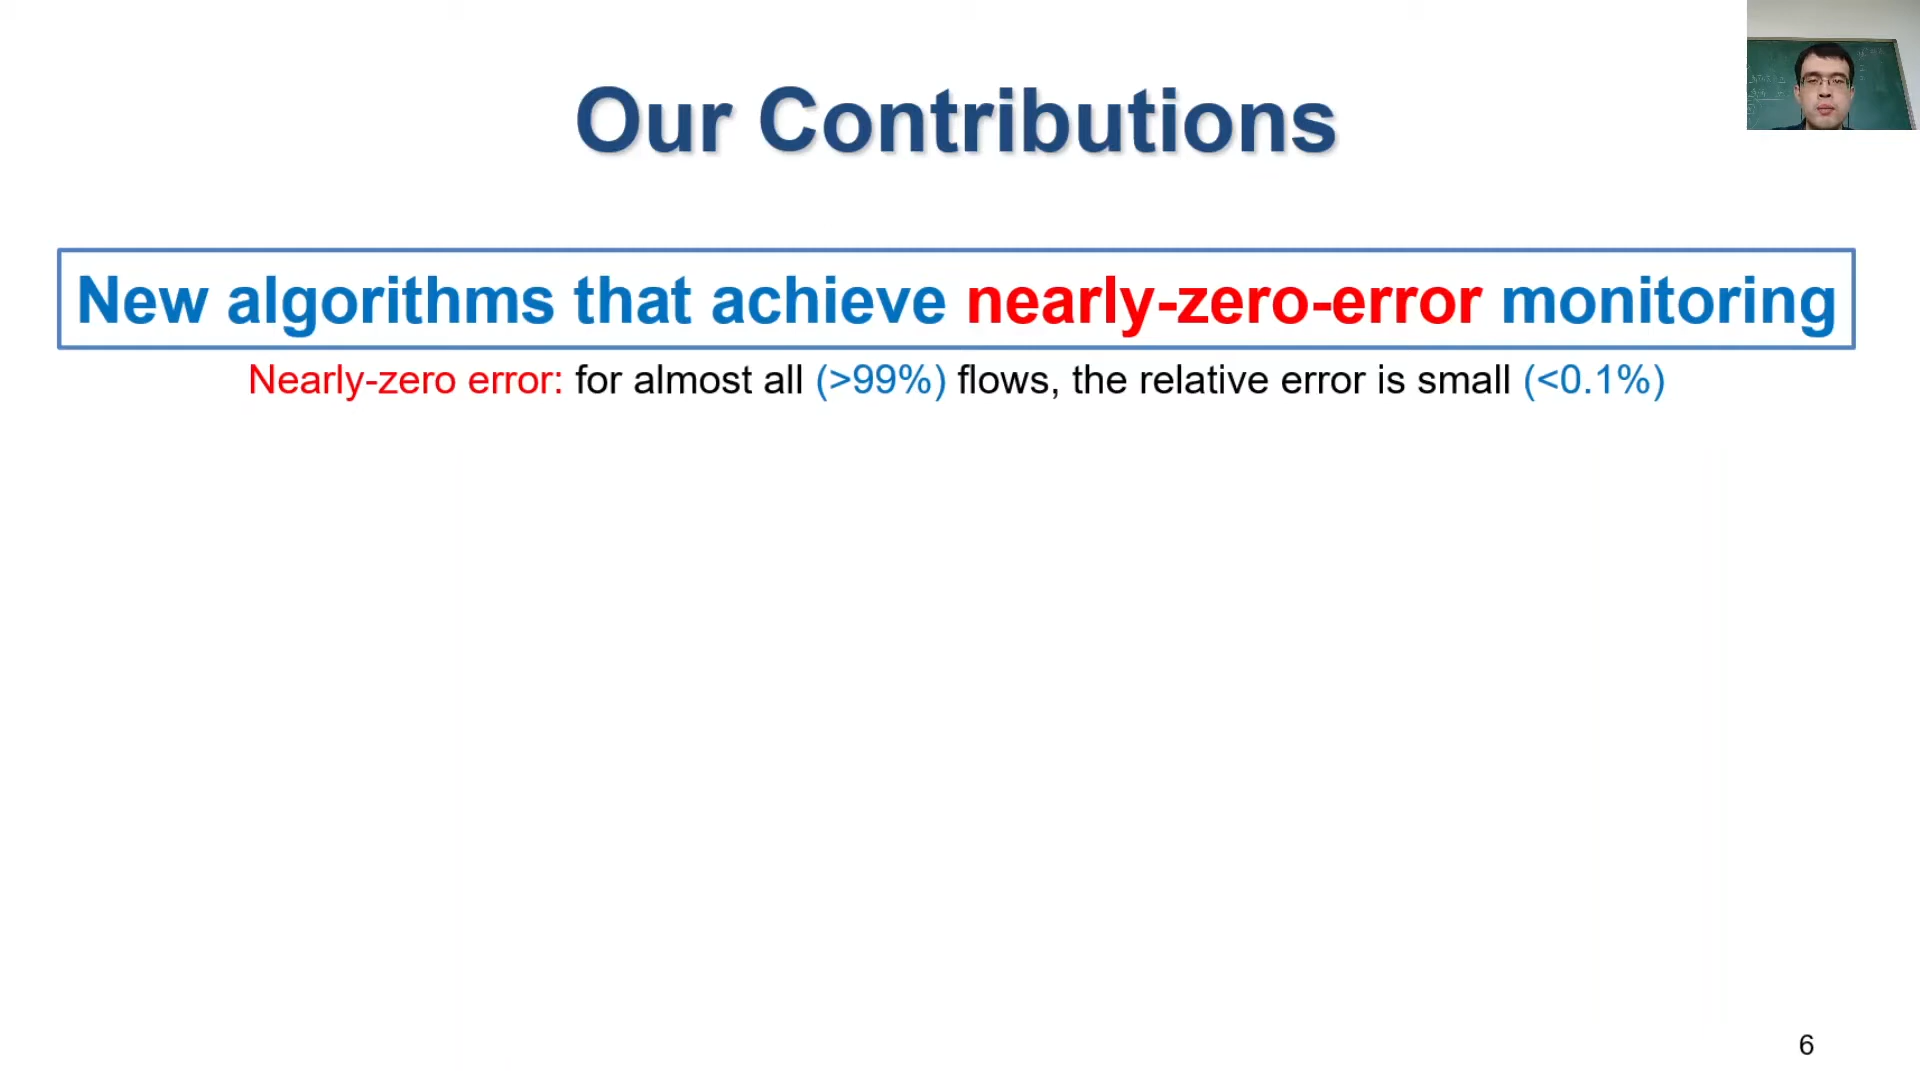 Our Contributions
New algorithms that achieve nearly-zero-error monitoring
Nearly-zero error: for almost all (>99%) flows, the relative error is small (<0.1%)
6